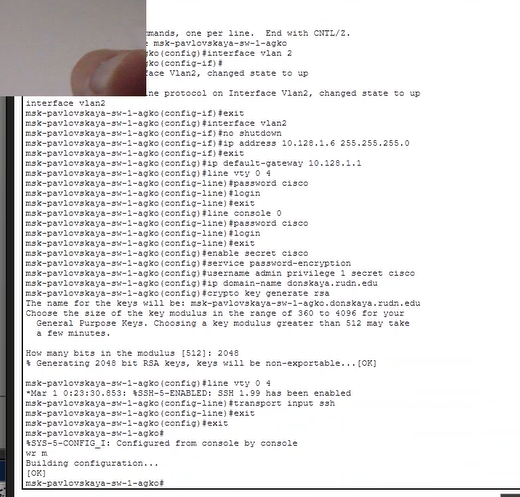 mmands, one per line.  End with CNTL/Z.
e msk-pavlovskaya-sw-1-agko
-agko(config)#interface vlan 2
-agko(config-if)#
face Vlan2, changed state to up
ne protocol on Interface Vlan2, changed state to up
interface vlan2
msk-pavlovskaya-sw-1-agko(config-if)#exit
msk-pavlovskaya-sw-1-agko(config)#interface vlan2
msk-pavlovskaya-sw-1-agko(config-if)#no shutdown
msk-pavlovskaya-sw-1-agko(config-if)#ip address 10.128.1.6 255.255.255.0
msk-pavlovskaya-sw-1-agko(config-if)#exit
msk-pavlovskaya-sw-1-agko(config)#ip default-gateway 10.128.1.1
msk-pavlovskaya-sw-1-agko(config)#line vty 0 4
msk-pavlovskaya-sw-1-agko(config-line)#password cisco
msk-pavlovskaya-sw-1-agko(config-line)#login
msk-pavlovskaya-sw-1-agko(config-line)#exit
msk-pavlovskaya-sw-1-agko(config)#line console 0
msk-pavlovskaya-sw-1-agko(config-line)#password cisco
msk-pavlovskaya-sw-1-agko(config-line)#login
msk-pavlovskaya-sw-1-agko(config-line)#exit
msk-pavlovskaya-sw-1-agko(config)#enable secret cisco
msk-pavlovskaya-sw-1-agko(config)#service password-encryption
msk-pavlovskaya-sw-1-agko(config)#username admin privilege 1 secret cisco
msk-pavlovskaya-sw-1-agko(config)#ip domain-name donskaya.rudn.edu
msk-pavlovskaya-sw-1-agko(config)#crypto key generate rsa
The name for the keys will be: msk-pavlovskaya-sw-1-agko.donskaya.rudn.edu
Choose the size of the key modulus in the range of 360 to 4096 for your
General Purpose Keys. Choosing a key modulus greater than 512 may take
a few minutes.
How many bits in the modulus [512]: 2048
% Generating 2048 bit RSA keys, keys will be non-exportable...[OK]
msk-pavlovskaya-sw-1-agko(config)#line vty 0 4
*Mar 1 0:23:30.853: %SSH-5-ENABLED: SSH 1.99 has been enabled
msk-pavlovskaya-sw-1-agko(config-line)#transport input ssh
msk-pavlovskaya-sw-1-agko(config-line)#exit
msk-pavlovskaya-sw-1-agko(config)#exit
msk-pavlovskaya-sw-1-agko#
%SYS-5-CONFIG_I: Configured from console by console
wr m
Building configuration...
[OK]
msk-pavlovskaya-sw-1-agko#